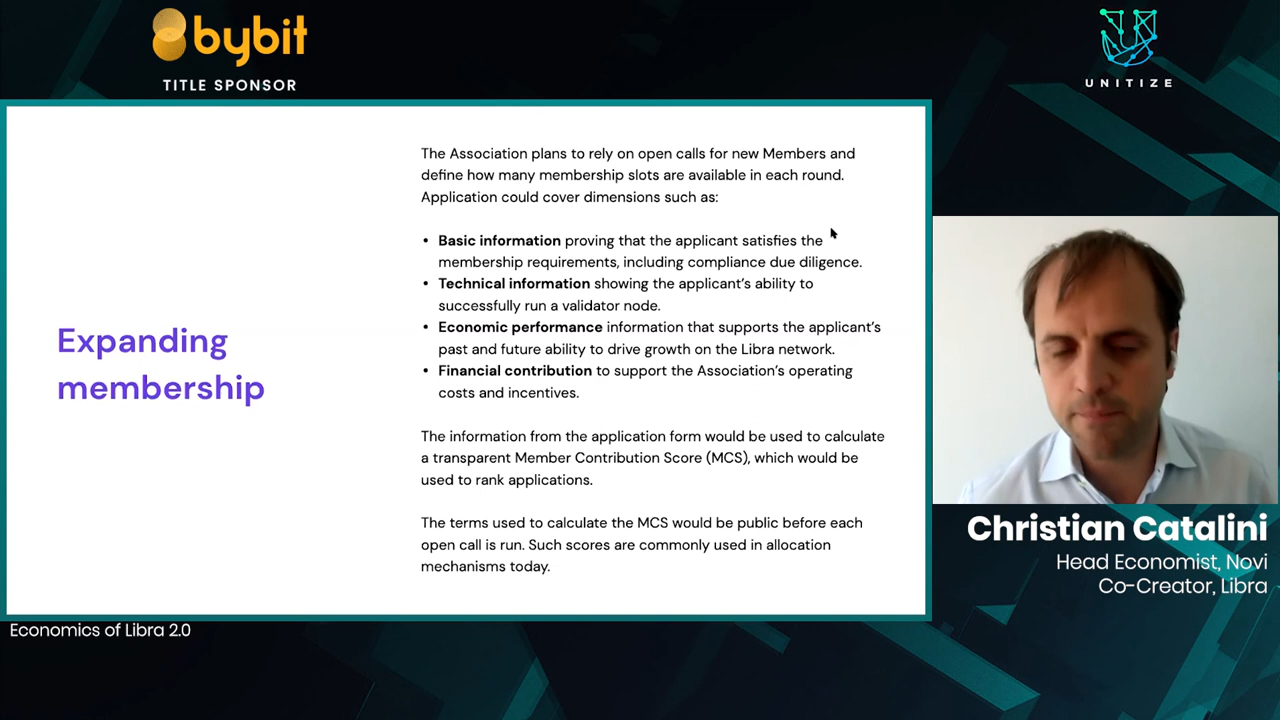 bybit
TITLE SPONSOR
UNITIZE
Expanding
membership
The Association plans to rely on open calls for new Members and
define how many membership slots are available in each round.
Application could cover dimensions such as:
• Basic information proving that the applicant satisfies the
membership requirements, including compliance due diligence.
• Technical information showing the applicant's ability to
successfully run a validator node.
• Economic performance information that supports the applicant's
past and future ability to drive growth on the Libra network.
• Financial contribution to support the Association's operating
costs and incentives.
The information from the application form would be used to calculate
a transparent Member Contribution Score (MCS), which would be
used to rank applications.
The terms used to calculate the MCS would be public before each
open call is run. Such scores are commonly used in allocation
mechanisms today.
Christian Catalini
Head Economist, Novi
Co-Creator, Libra
Economics of Libra 2.0